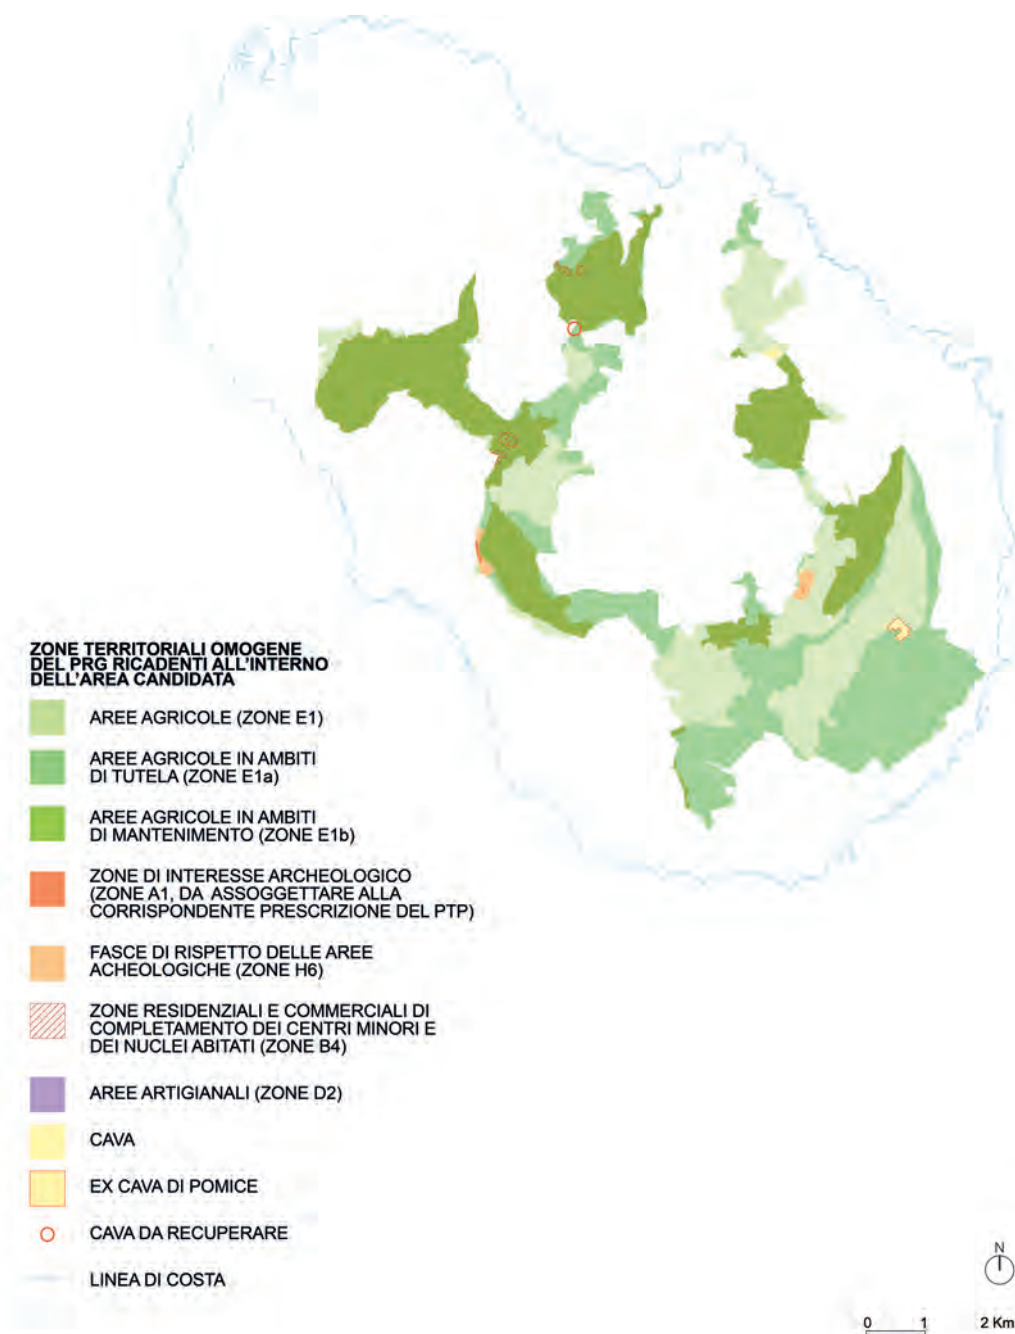 ZONE TERRITORIALI OMOGENE
DEL PRG RICADENTI ALL'INTERNO
DELL'AREA CANDIDATA
AREE AGRICOLE (ZONE E1)
AREE AGRICOLE IN AMBITI
DI TUTELA (ZONE E1a)
AREE AGRICOLE IN AMBITI
DI MANTENIMENTO (ZONE E1b)
ZONE DI INTERESSE ARCHEOLOGICO
(ZONE A1, DA ASSOGGETTARE ALLA
CORRISPONDENTE PRESCRIZIONE DEL PTP)
FASCE DI RISPETTO DELLE AREE
ACHEOLOGICHE (ZONE H6)
ZONE RESIDENZIALI E COMMERCIALI DI
COMPLETAMENTO DEI CENTRI MINORI E
DEI NUCLEI ABITATI (ZONE B4)
AREE ARTIGIANALI (ZONE D2)
CAVA
EX CAVA DI POMICE
CAVA DA RECUPERARE
LINEA DI COSTA
N
0 1 2 Km